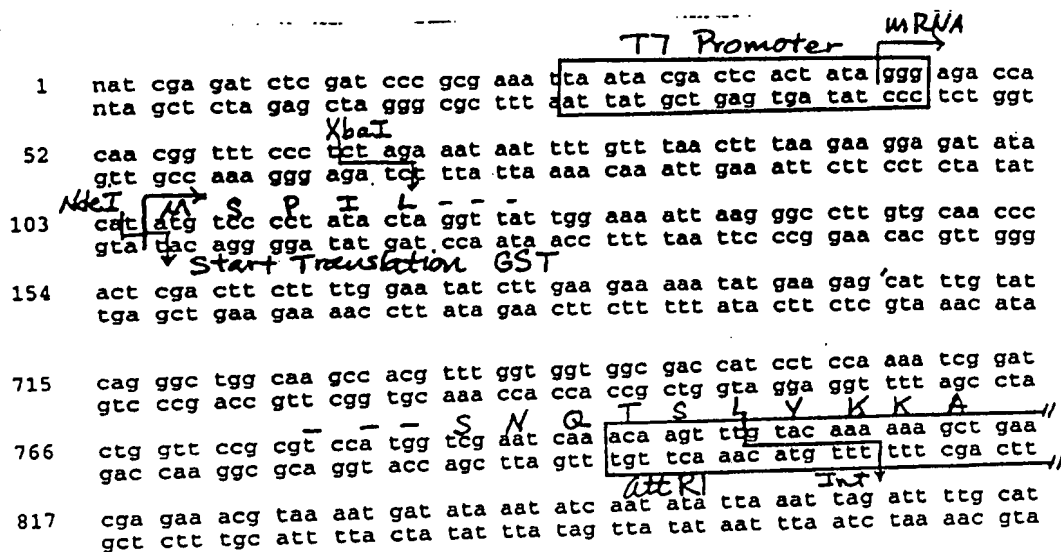 T7 Promoter mRNA
1 nat cga gat ctc gat ccc gcg aaa ttaa ata cga ctc act ata ggg aga cca
nta gct cta gag cta ggg cgc ttt aatt tat gct gag tga tat ccc tct ggt
XbaI
52 caa cgg ttt ccc tct aga aat aat ttt gtt taa ctt taa gaa gga gat ata
gtt gcc aaa ggg aga tct tta tta aaa caa att gaa att ctt cct cta tat
NdeI M S P I L - - -
103 cat atg tcc cct ata cta ggt tat tgg aaa att aag ggc ctt gtg caa ccc
gta tac agg gga tat gat cca ata acc ttt taa ttc ccg gaa cac gtt ggg
Start Translation GST
154 act cga ctt ctt ttg gaa tat ctt gaa gaa aaa tat gaa gag cat ttg tat
tga gct gaa gaa aac ctt ata gaa ctt ctt ttt ata ctt ctc gta aac ata
715 cag ggc tgg caa gcc acg ttt ggt ggt ggc gac cat cct cca aaa tcg gat
gtc ccg acc gtt cgg tgc aaa cca cca ccg ctg gta gga ggt ttt agc cta
- - - S N Q T S L Y K K A
766 ctg gtt ccg cgt cca tgg tcg aat caa aca agt ttg tac aaa aaa gct gaa
gac caa ggc gca ggt acc agc tta gtt tgt tca aac atg ttt ttt cga ctt
attR1 Int
817 cga gaa acg taa aat gat ata aat atc aat ata tta aat tag att ttg cat
gct ctt tgc att tta cta tat tta tag tta tat aat tta atc taa aac gta